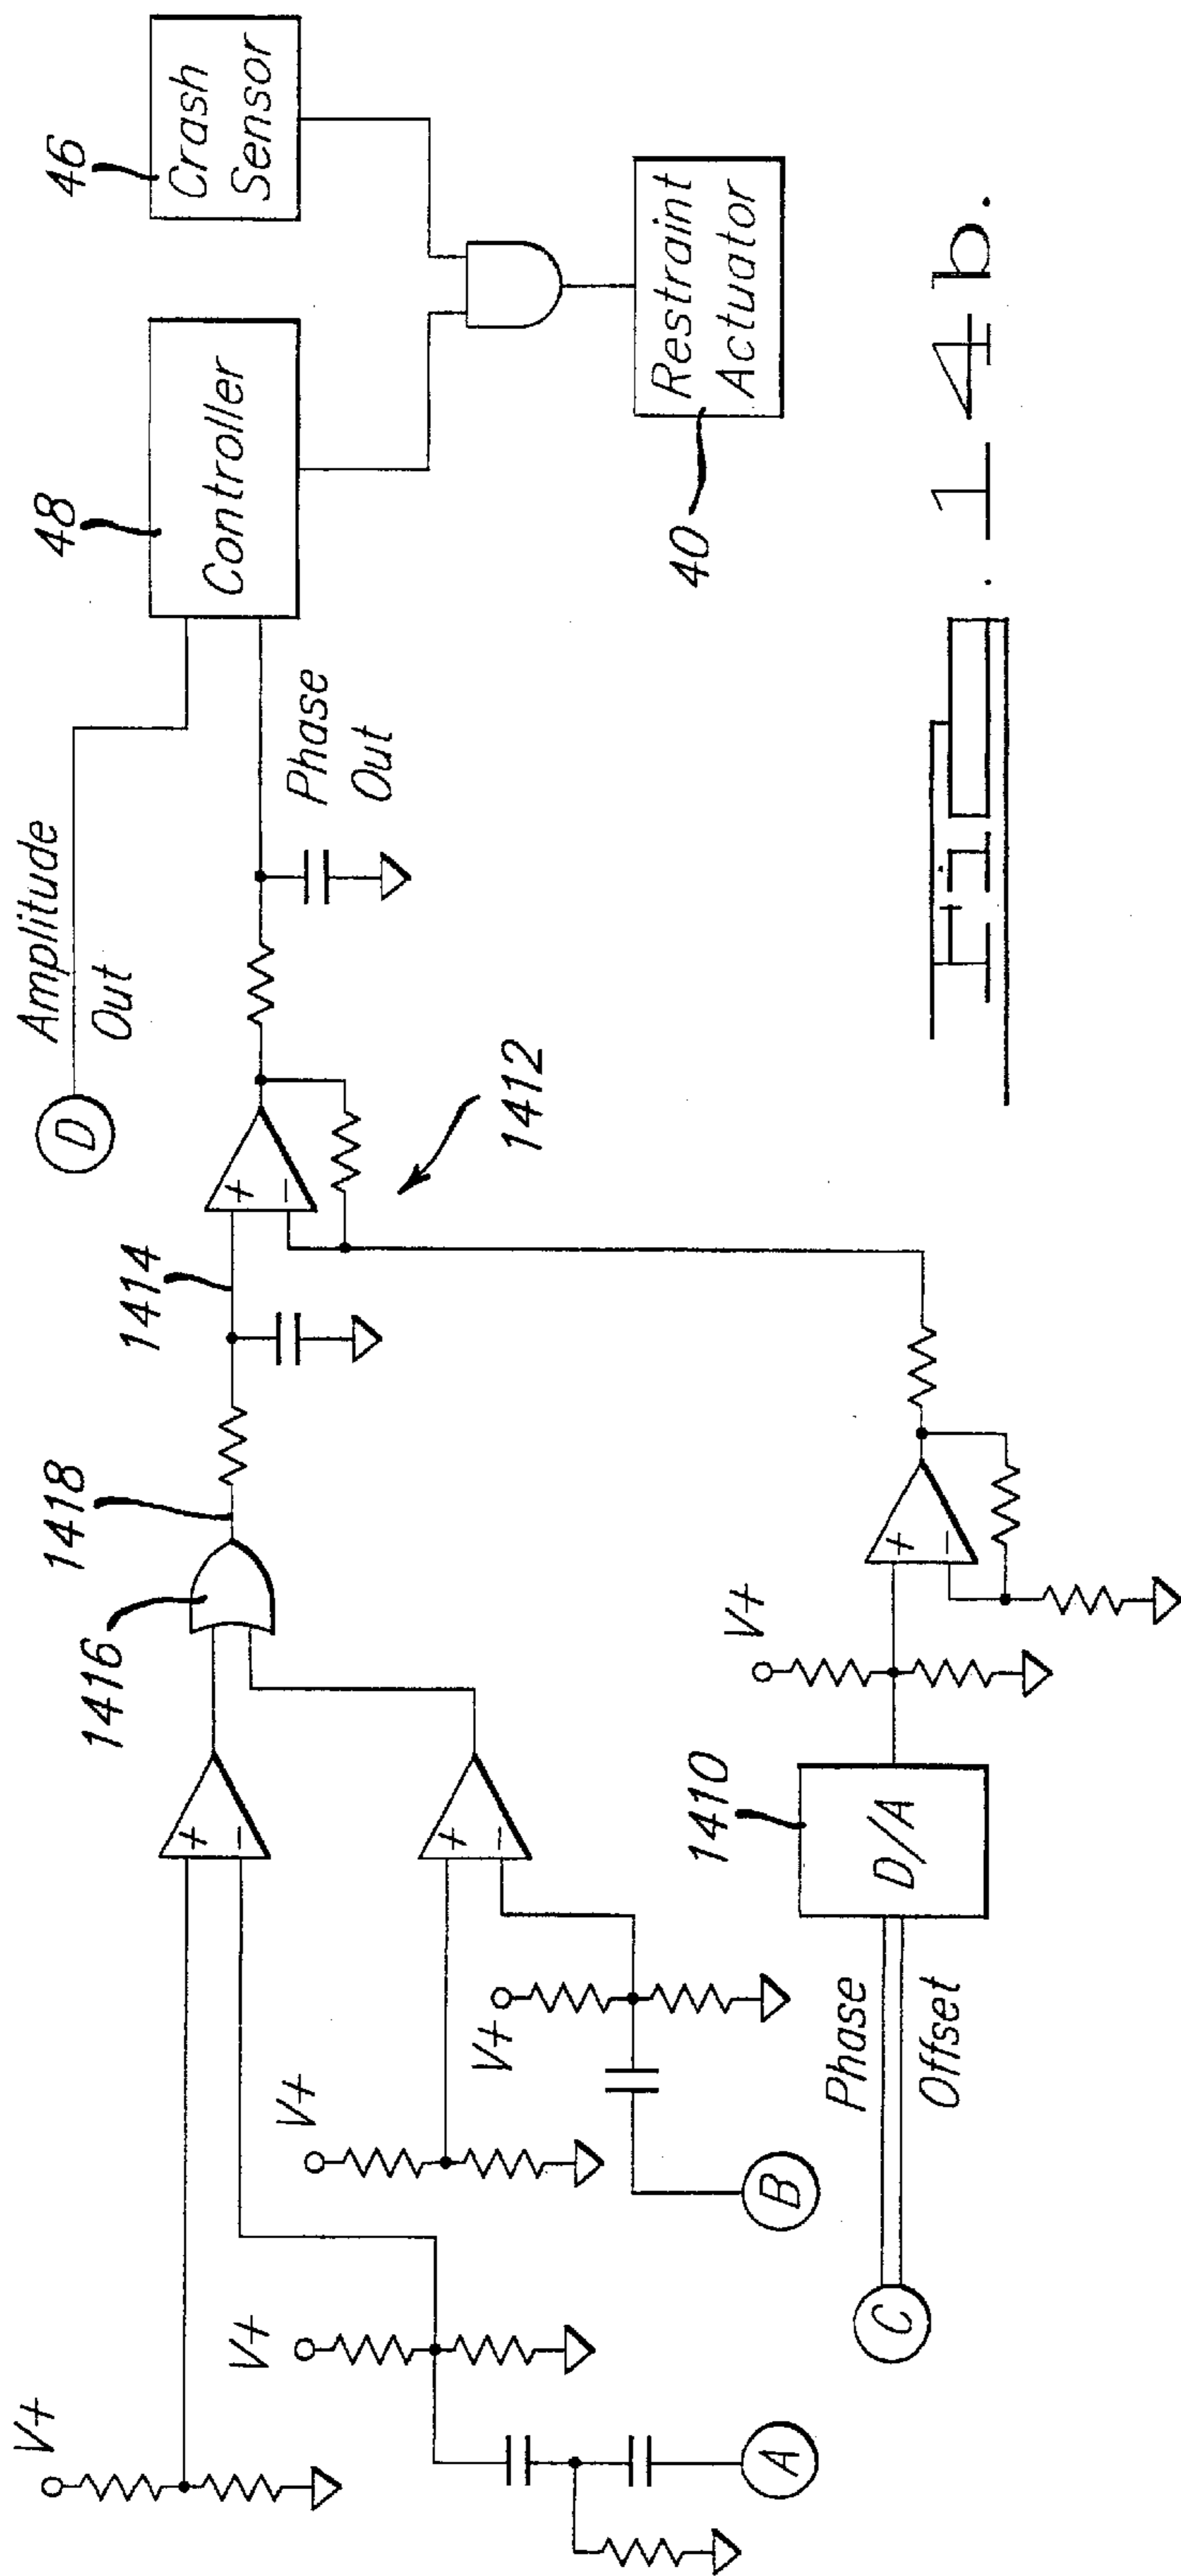 46
Crash
Sensor
48
Controller
Amplitude
Out
D
Phase
Out
Restraint
Actuator
40
1412
1414
+
−
1418
1416
+
−
+
−
V+
V+
V+
V+
A
B
V+
+
−
1410
D/A
Phase
Offset
C
Fig. 14b.